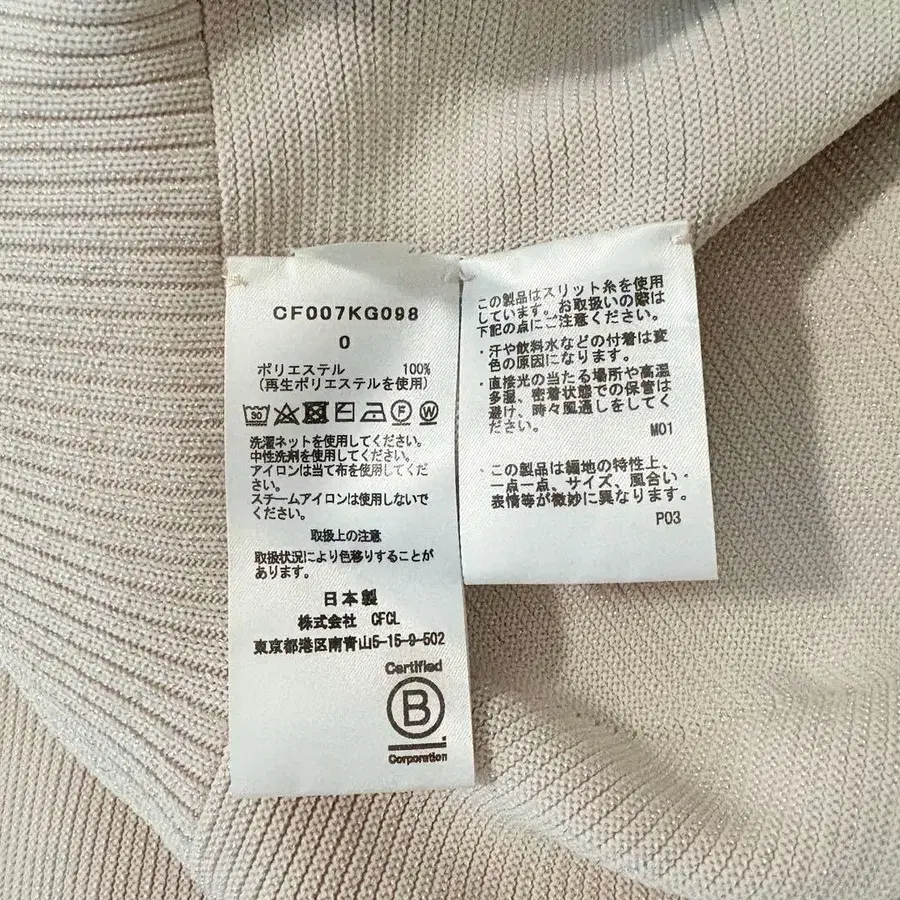 CF007KG098
0
ポリエステル 100%
(再生ポリエステルを使用)
30
F
W
洗濯ネットを使用してください。
中性洗剤を使用してください。
アイロンは当て布を使用してくだ
さい。
スチームアイロンは使用しないで
ください。
取扱上の注意
取扱状況により色移りすることが
あります。
日本製
株式会社 CFCL
東京都港区南青山5-15-9-502
Certified
B
Corporation
この製品はスリット糸を使用
しています。お取扱いの際は
下記の点にご注意ください。
・汗や飲料水などの付着は変
色の原因になります。
・直接光の当たる場所や高温
多湿、密着状態での保管は
避け、時々風通しをしてく
ださい。
M01
・この製品は編地の特性上、
一点一点、サイズ、風合い・
表情等が微妙に異なります。
P03